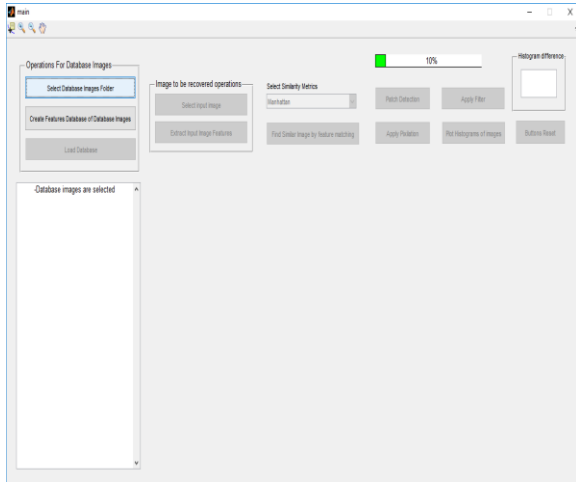 main
10%
Histogram difference
Operations For Database Images
Select Database Images Folder
Create Features Database of Database Images
Load Database
Image to be recovered operations
Select Input Image
Extract Input Image Features
Select Similarity Metrics
Manhattan
Find Similar Image by feature matching
Patch Detection
Apply Filter
Plot Histograms of images
Buttons Reset
-Database images are selected